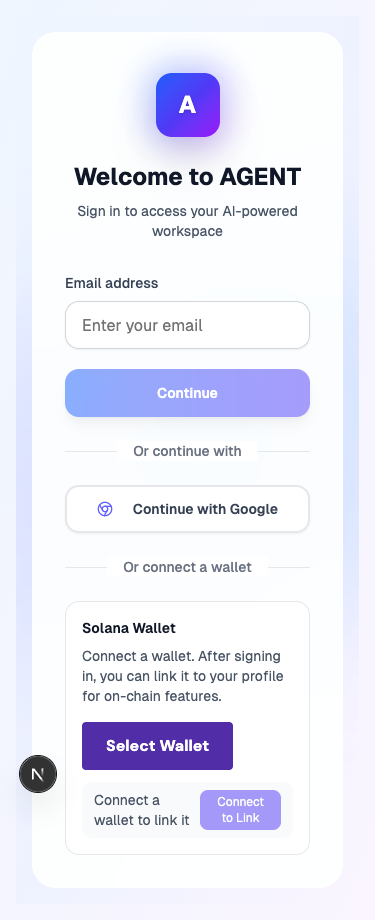 A
Welcome to AGENT
Sign in to access your AI-powered
workspace
Email address
Enter your email
Continue
Or continue with
Continue with Google
Or connect a wallet
Solana Wallet
Connect a wallet. After signing
in, you can link it to your profile
for on-chain features.
Select Wallet
Connect a
wallet to link it
Connect
to Link
N